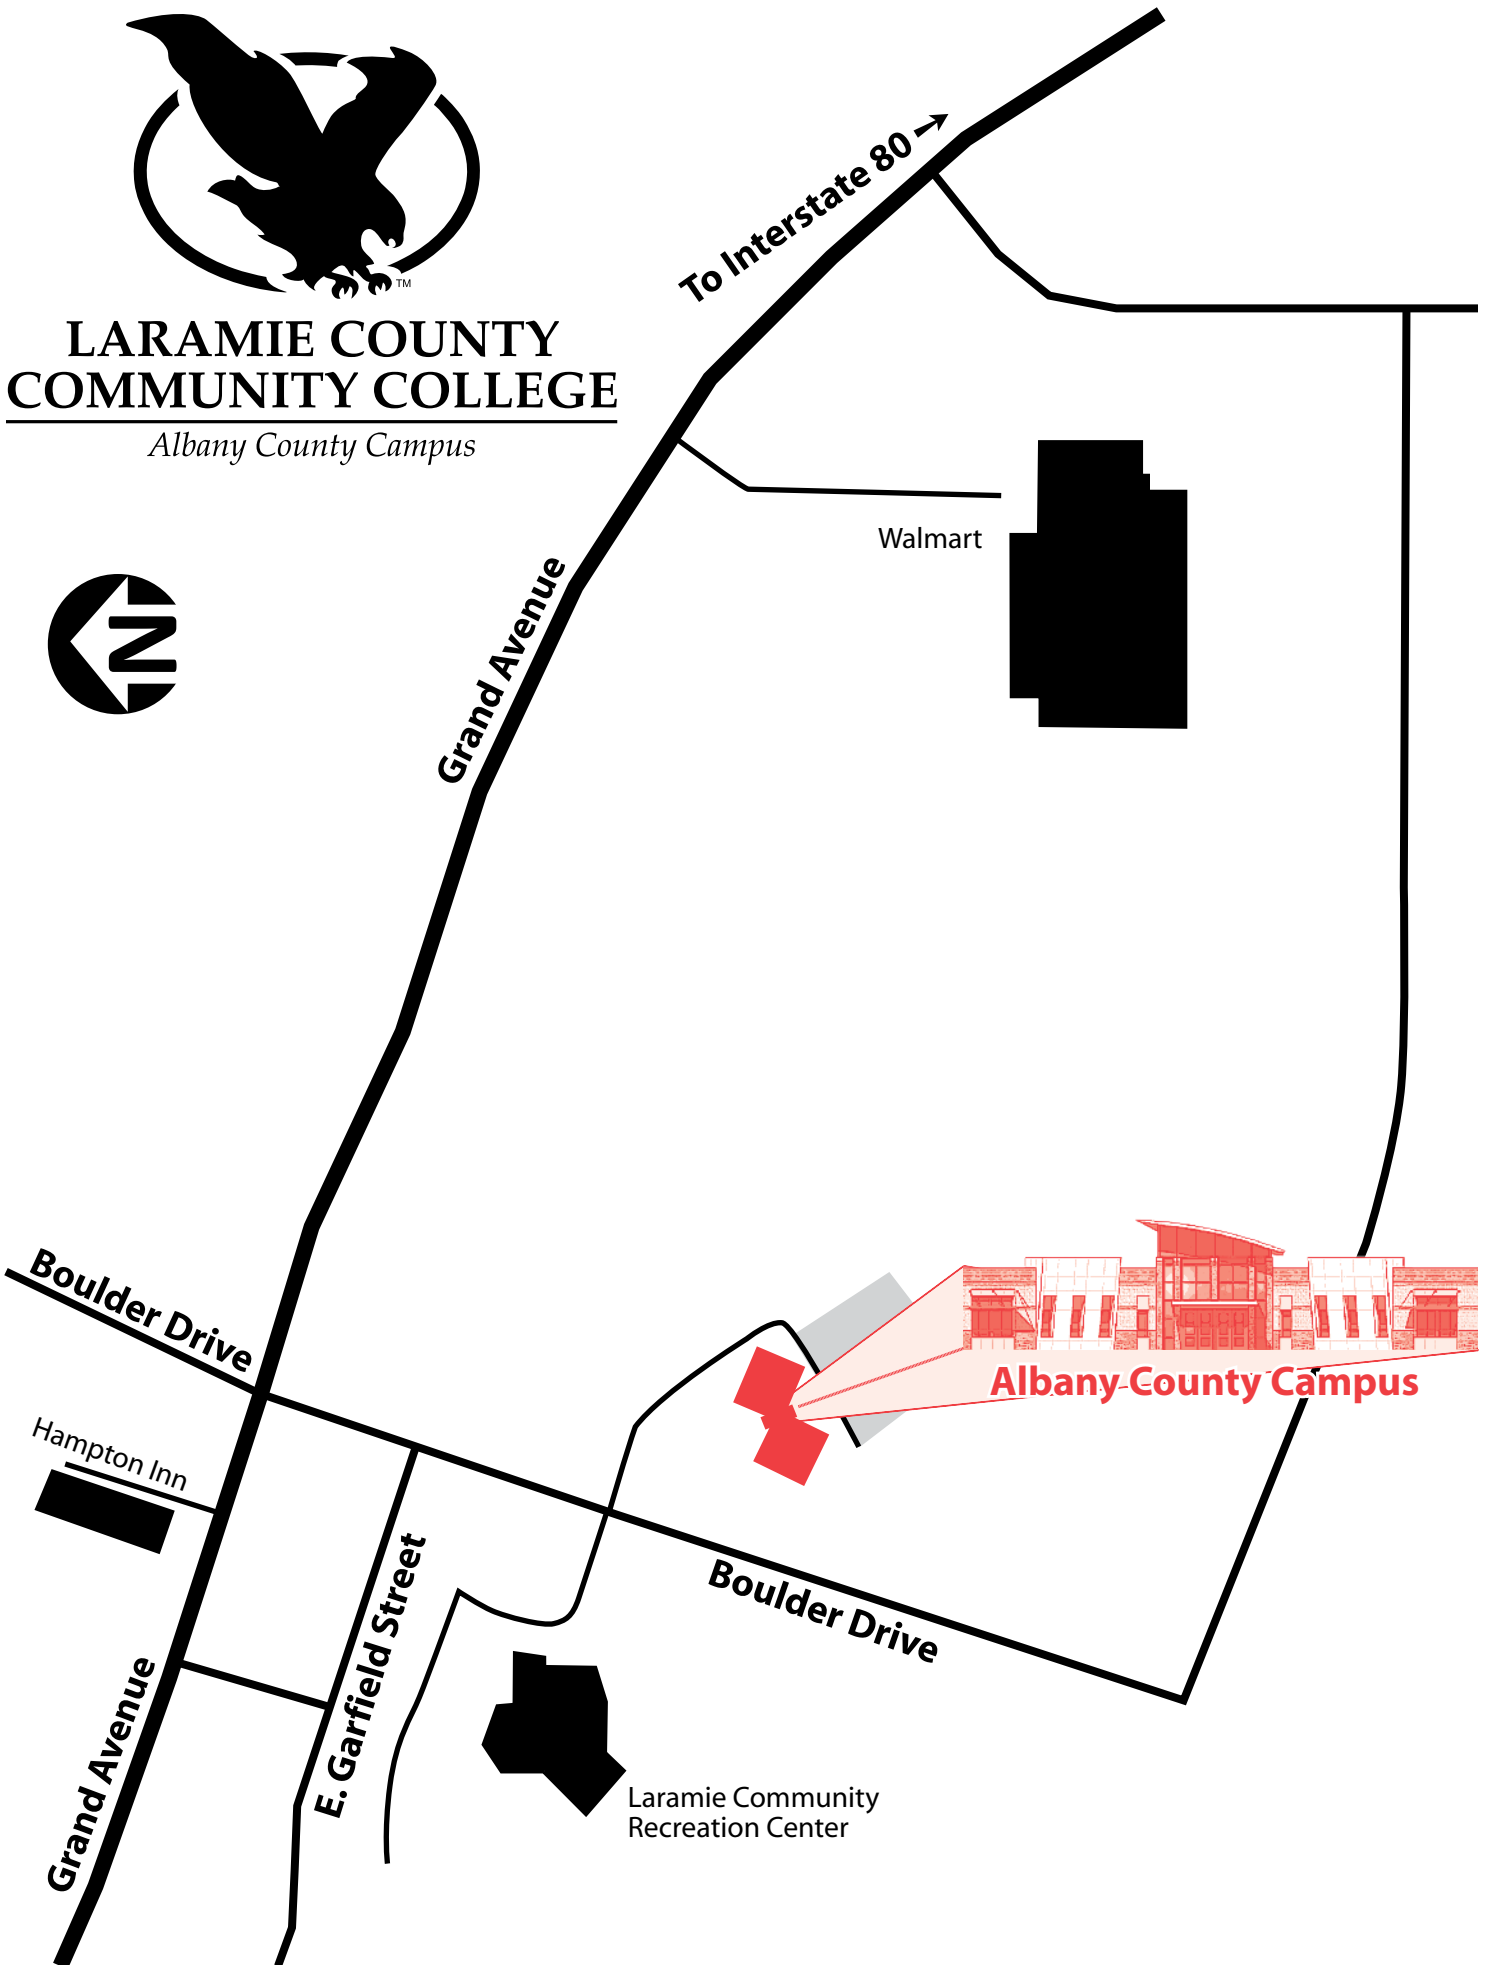 TM
LARAMIE COUNTY
COMMUNITY COLLEGE
Albany County Campus
To Interstate 80
Walmart
Grand Avenue
N
Boulder Drive
Albany County Campus
Hampton Inn
E. Garfield Street
Boulder Drive
Grand Avenue
Laramie Community
Recreation Center